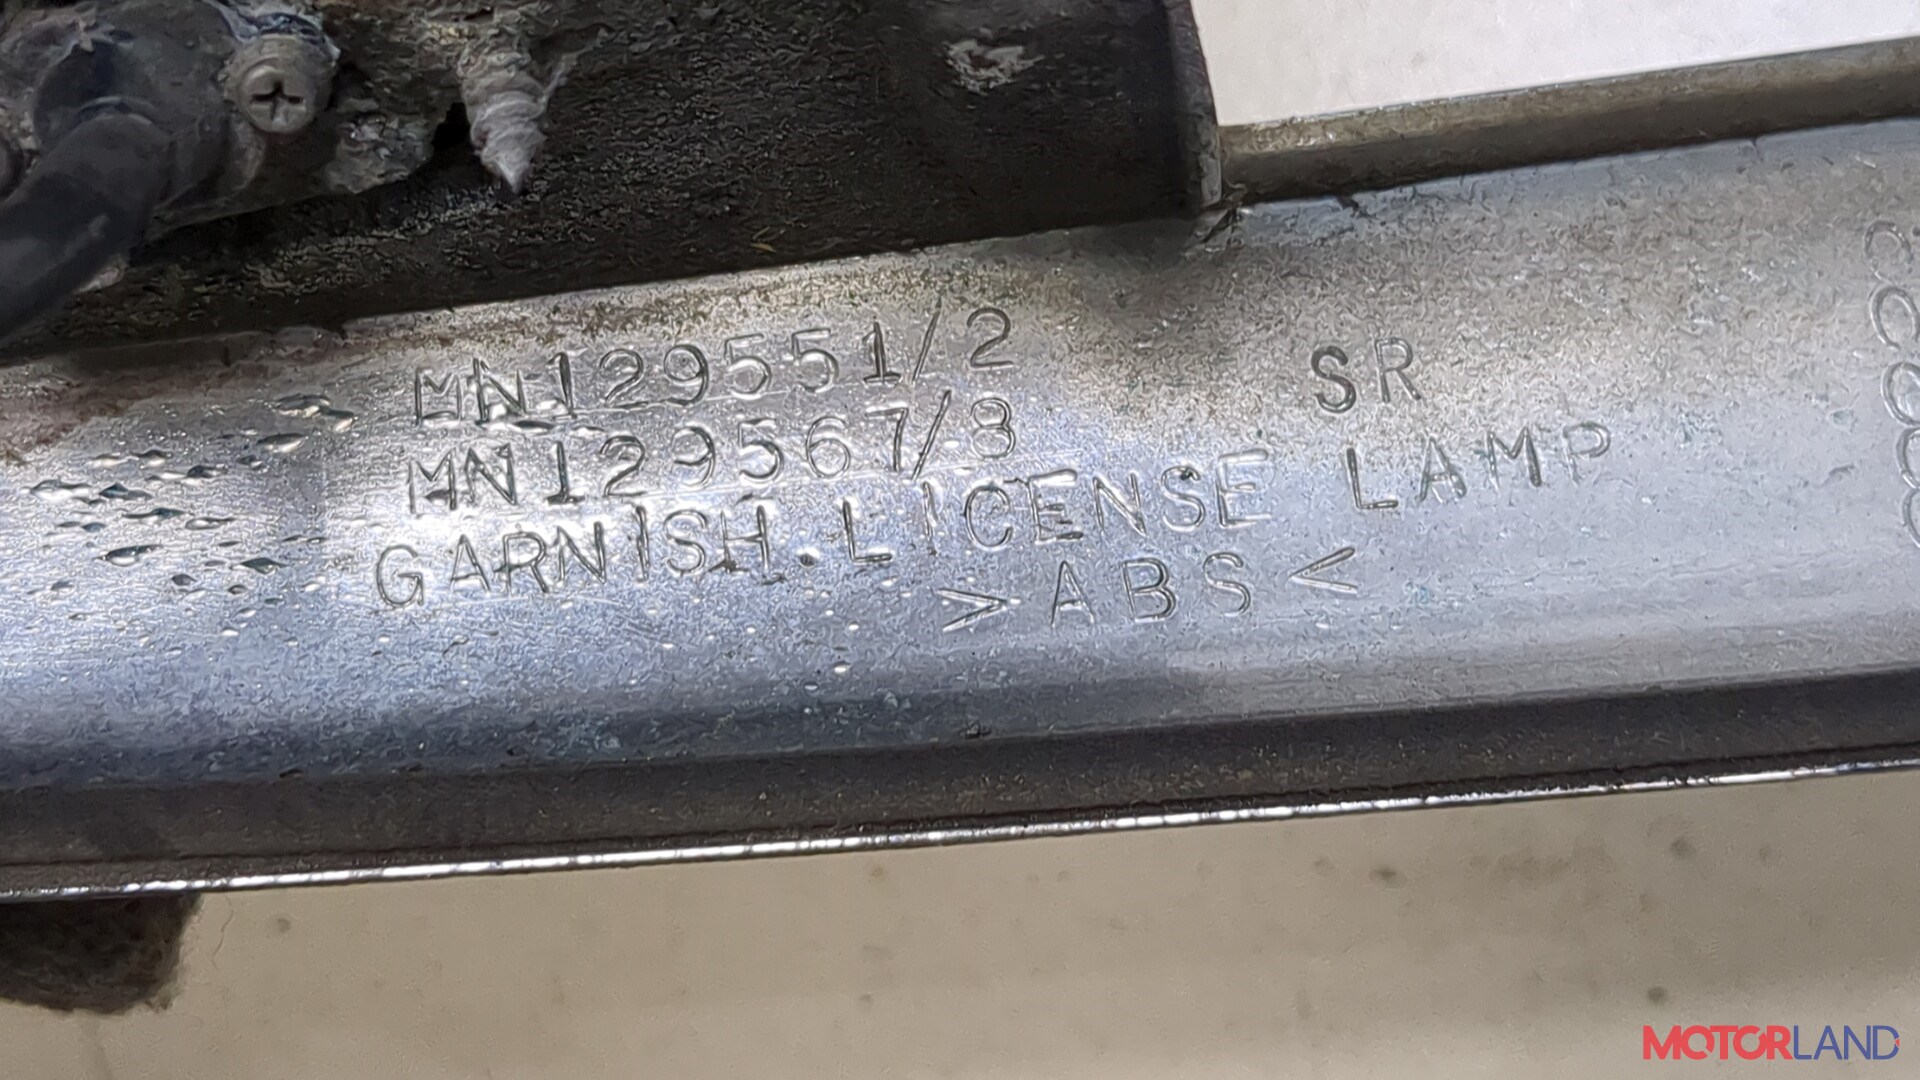 MN129551/2
SR
MN129567/8
GARNISH.LICENSE LAMP
>ABS<
MOTORLAND